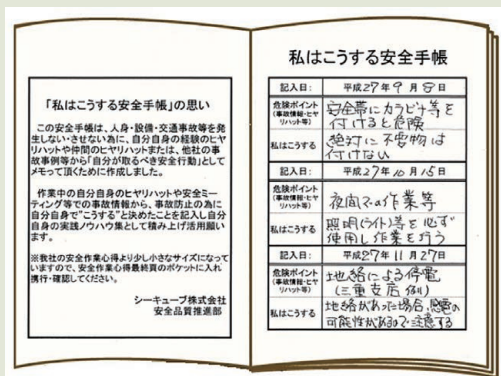 「私はこうする安全手帳」の思い
この安全手帳は、人身・設備・交通事故等を発
生しない・させない為に、自分自身の経験のヒヤ
リハットや仲間のヒヤリハットまたは、他社の事
故事例等から「自分が取るべき安全行動」として
メモって頂くために作成しました。
作業中の自分自身のヒヤリハットや安全ミー
ティング等での事故情報から、事故防止の為に
自分自身で"こうする"と決めたことを記入し自分
自身の実践ノウハウ集として積み上げ活用願い
ます。
※我社の安全作業心得より少し小さなサイズになって
いますので、安全作業心得最終頁のポケットに入れ
携行・確認してください。
シーキューブ株式会社
安全品質推進部
私はこうする安全手帳
記入日: 平成27年9月8日
危険ポイント
(事故情報・ヒヤ
リハット等)
安全帯にカラビナ等を
付けると危険
私はこうする
絶対に不要物は
付けない
記入日: 平成27年10月15日
危険ポイント
(事故情報・ヒヤ
リハット等)
夜間での作業等
私はこうする
照明(ライト)等を必ず
使用し作業を行う
記入日: 平成27年11月27日
危険ポイント
(事故情報・ヒヤ
リハット等)
地絡による停電
(三重支店 例)
私はこうする
地絡があった場合、感電の
可能性があるので注意する